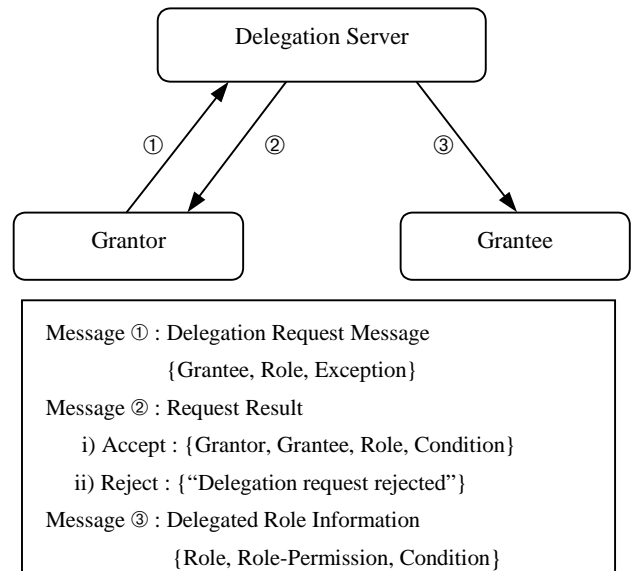 Delegation Server
①
②
③
Grantor
Grantee
Message ① : Delegation Request Message
{Grantee, Role, Exception}
Message ② : Request Result
i) Accept : {Grantor, Grantee, Role, Condition}
ii) Reject : {“Delegation request rejected”}
Message ③ : Delegated Role Information
{Role, Role-Permission, Condition}